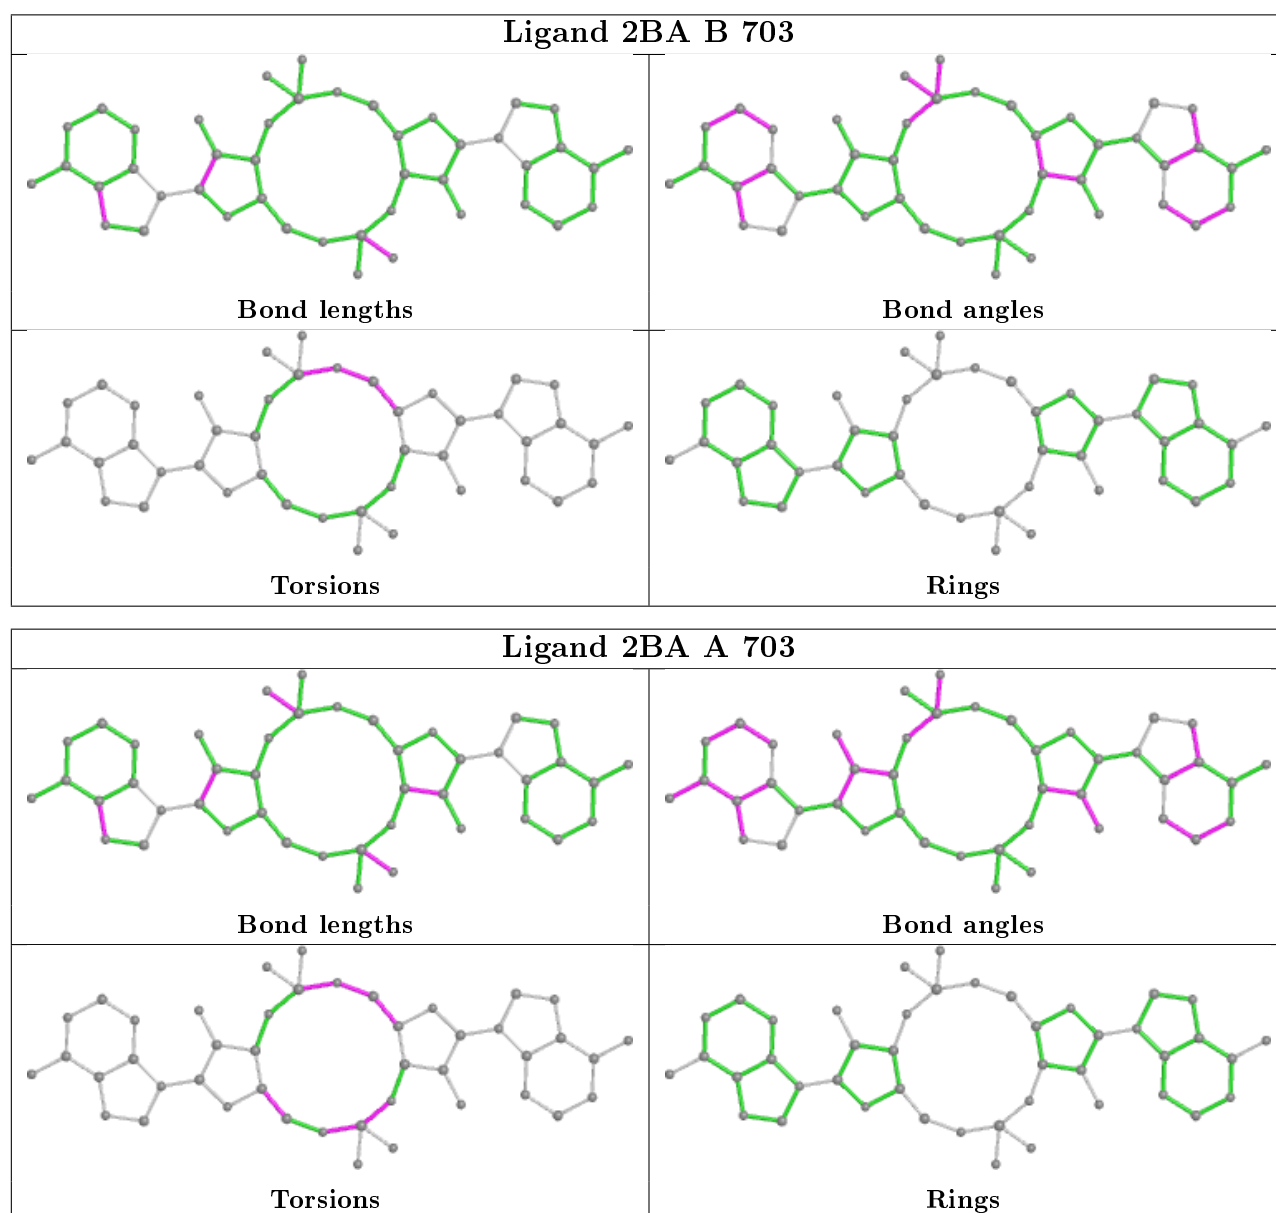 Ligand 2BA B 703
Bond lengths
Bond angles
Torsions
Rings
Ligand 2BA A 703
Bond lengths
Bond angles
Torsions
Rings